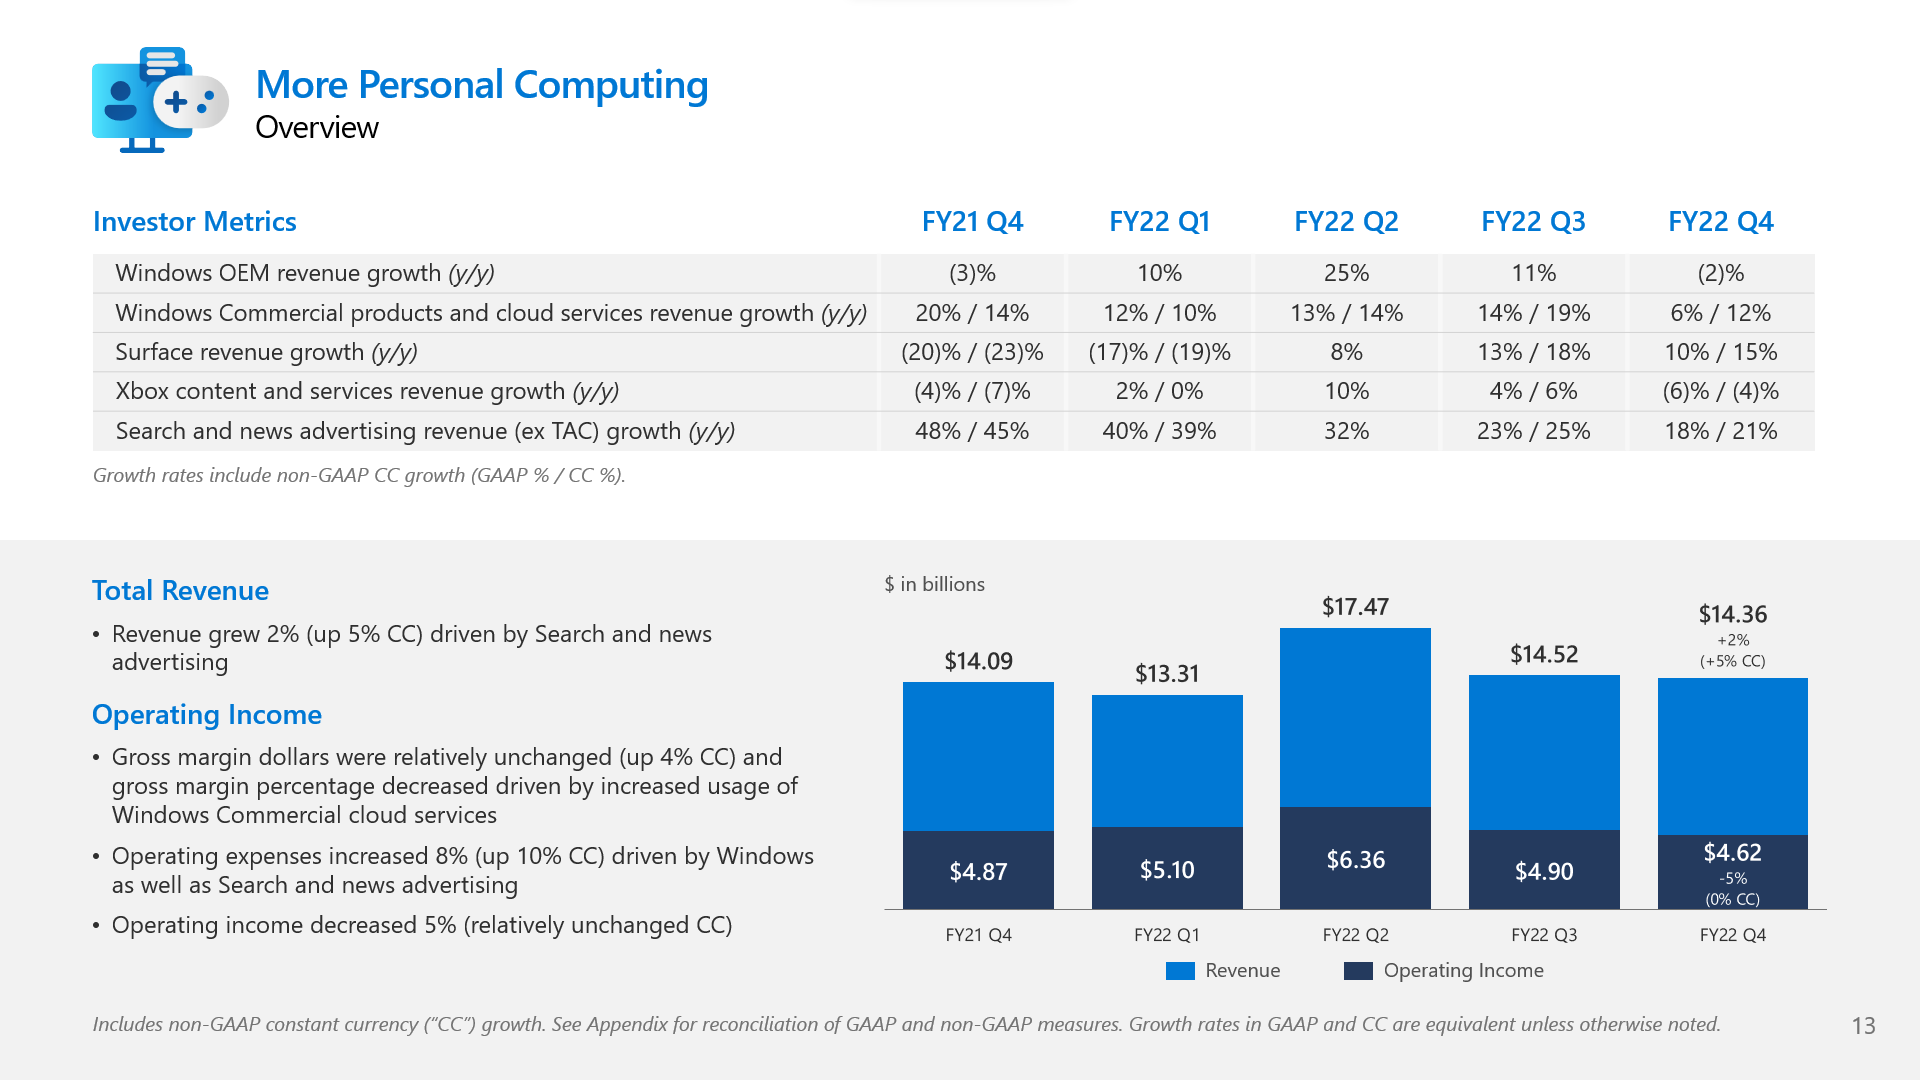 More Personal Computing
Overview
Investor Metrics FY21 Q4 FY22 Q1 FY22 Q2 FY22 Q3 FY22 Q4
Windows OEM revenue growth (y/y) (3)% 10% 25% 11% (2)%
Windows Commercial products and cloud services revenue growth (y/y) 20% / 14% 12% / 10% 13% / 14% 14% / 19% 6% / 12%
Surface revenue growth (y/y) (20)% / (23)% (17)% / (19)% 8% 13% / 18% 10% / 15%
Xbox content and services revenue growth (y/y) (4)% / (7)% 2% / 0% 10% 4% / 6% (6)% / (4)%
Search and news advertising revenue (ex TAC) growth (y/y) 48% / 45% 40% / 39% 32% 23% / 25% 18% / 21%
Growth rates include non-GAAP CC growth (GAAP % / CC %).
Total Revenue
• Revenue grew 2% (up 5% CC) driven by Search and news
advertising
Operating Income
• Gross margin dollars were relatively unchanged (up 4% CC) and
gross margin percentage decreased driven by increased usage of
Windows Commercial cloud services
• Operating expenses increased 8% (up 10% CC) driven by Windows
as well as Search and news advertising
• Operating income decreased 5% (relatively unchanged CC)
$ in billions
$14.09 $13.31 $17.47 $14.52 $14.36
+2%
(+5% CC)
$4.87 $5.10 $6.36 $4.90 $4.62
-5%
(0% CC)
FY21 Q4 FY22 Q1 FY22 Q2 FY22 Q3 FY22 Q4
Revenue Operating Income
Includes non-GAAP constant currency (“CC”) growth. See Appendix for reconciliation of GAAP and non-GAAP measures. Growth rates in GAAP and CC are equivalent unless otherwise noted.
13